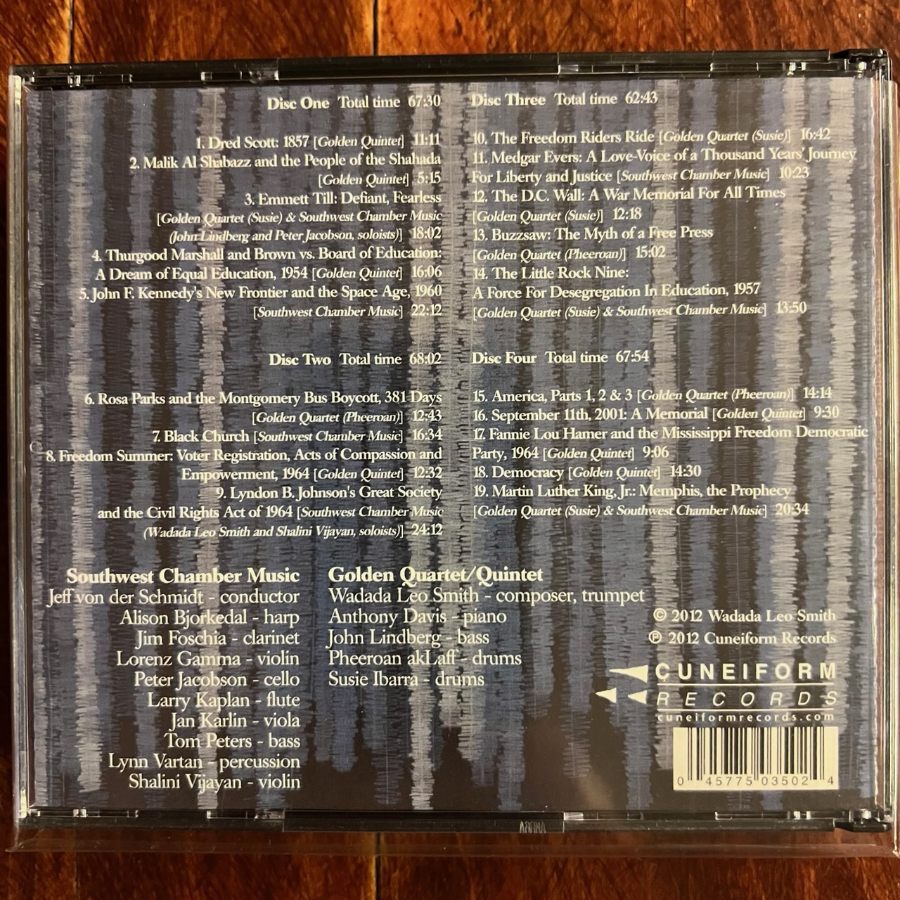 Disc One Total time 67:30
1. Dred Scott: 1857 [Golden Quintet] 11:11
2. Malik Al Shabazz and the People of the Shahada
[Golden Quintet] 5:15
3. Emmett Till: Defiant, Fearless
[Golden Quartet (Susie) & Southwest Chamber Music
(John Lindberg and Peter Jacobson, soloists)] 18:02
4. Thurgood Marshall and Brown vs. Board of Education:
A Dream of Equal Education, 1954 [Golden Quintet] 16:06
5. John F. Kennedy's New Frontier and the Space Age, 1960
[Southwest Chamber Music] 22:12
Disc Two Total time 68:02
6. Rosa Parks and the Montgomery Bus Boycott, 381 Days
[Golden Quartet (Pheeroan)] 12:43
7. Black Church [Southwest Chamber Music] 16:34
8. Freedom Summer: Voter Registration, Acts of Compassion and
Empowerment, 1964 [Golden Quintet] 12:32
9. Lyndon B. Johnson's Great Society
and the Civil Rights Act of 1964 [Southwest Chamber Music
(Wadada Leo Smith and Shalini Vijayan, soloists)] 24:12
Disc Three Total time 62:43
10. The Freedom Riders Ride [Golden Quartet (Susie)] 16:42
11. Medgar Evers: A Love-Voice of a Thousand Years' Journey
For Liberty and Justice [Southwest Chamber Music] 10:23
12. The D.C. Wall: A War Memorial For All Times
[Golden Quartet (Susie)] 12:18
13. Buzzsaw: The Myth of a Free Press
[Golden Quartet (Pheeroan)] 15:02
14. The Little Rock Nine:
A Force For Desegregation In Education, 1957
[Golden Quartet (Susie) & Southwest Chamber Music] 13:50
Disc Four Total time 67:54
15. America, Parts 1, 2 & 3 [Golden Quartet (Pheeroan)] 14:14
16. September 11th, 2001: A Memorial [Golden Quintet] 9:30
17. Fannie Lou Hamer and the Mississippi Freedom Democratic
Party, 1964 [Golden Quintet] 9:06
18. Democracy [Golden Quintet] 14:30
19. Martin Luther King, Jr.: Memphis, the Prophecy
[Golden Quartet (Susie) & Southwest Chamber Music] 20:34
Southwest Chamber Music
Jeff von der Schmidt - conductor
Alison Bjorkedal - harp
Jim Foschia - clarinet
Lorenz Gamma - violin
Peter Jacobson - cello
Larry Kaplan - flute
Jan Karlin - viola
Tom Peters - bass
Lynn Vartan - percussion
Shalini Vijayan - violin
Golden Quartet/Quintet
Wadada Leo Smith - composer, trumpet
Anthony Davis - piano
John Lindberg - bass
Pheeroan akLaff - drums
Susie Ibarra - drums
© 2012 Wadada Leo Smith
℗ 2012 Cuneiform Records
CUNEIFORM
RECORDS
cuneiformrecords.com
0 45775 03502 4